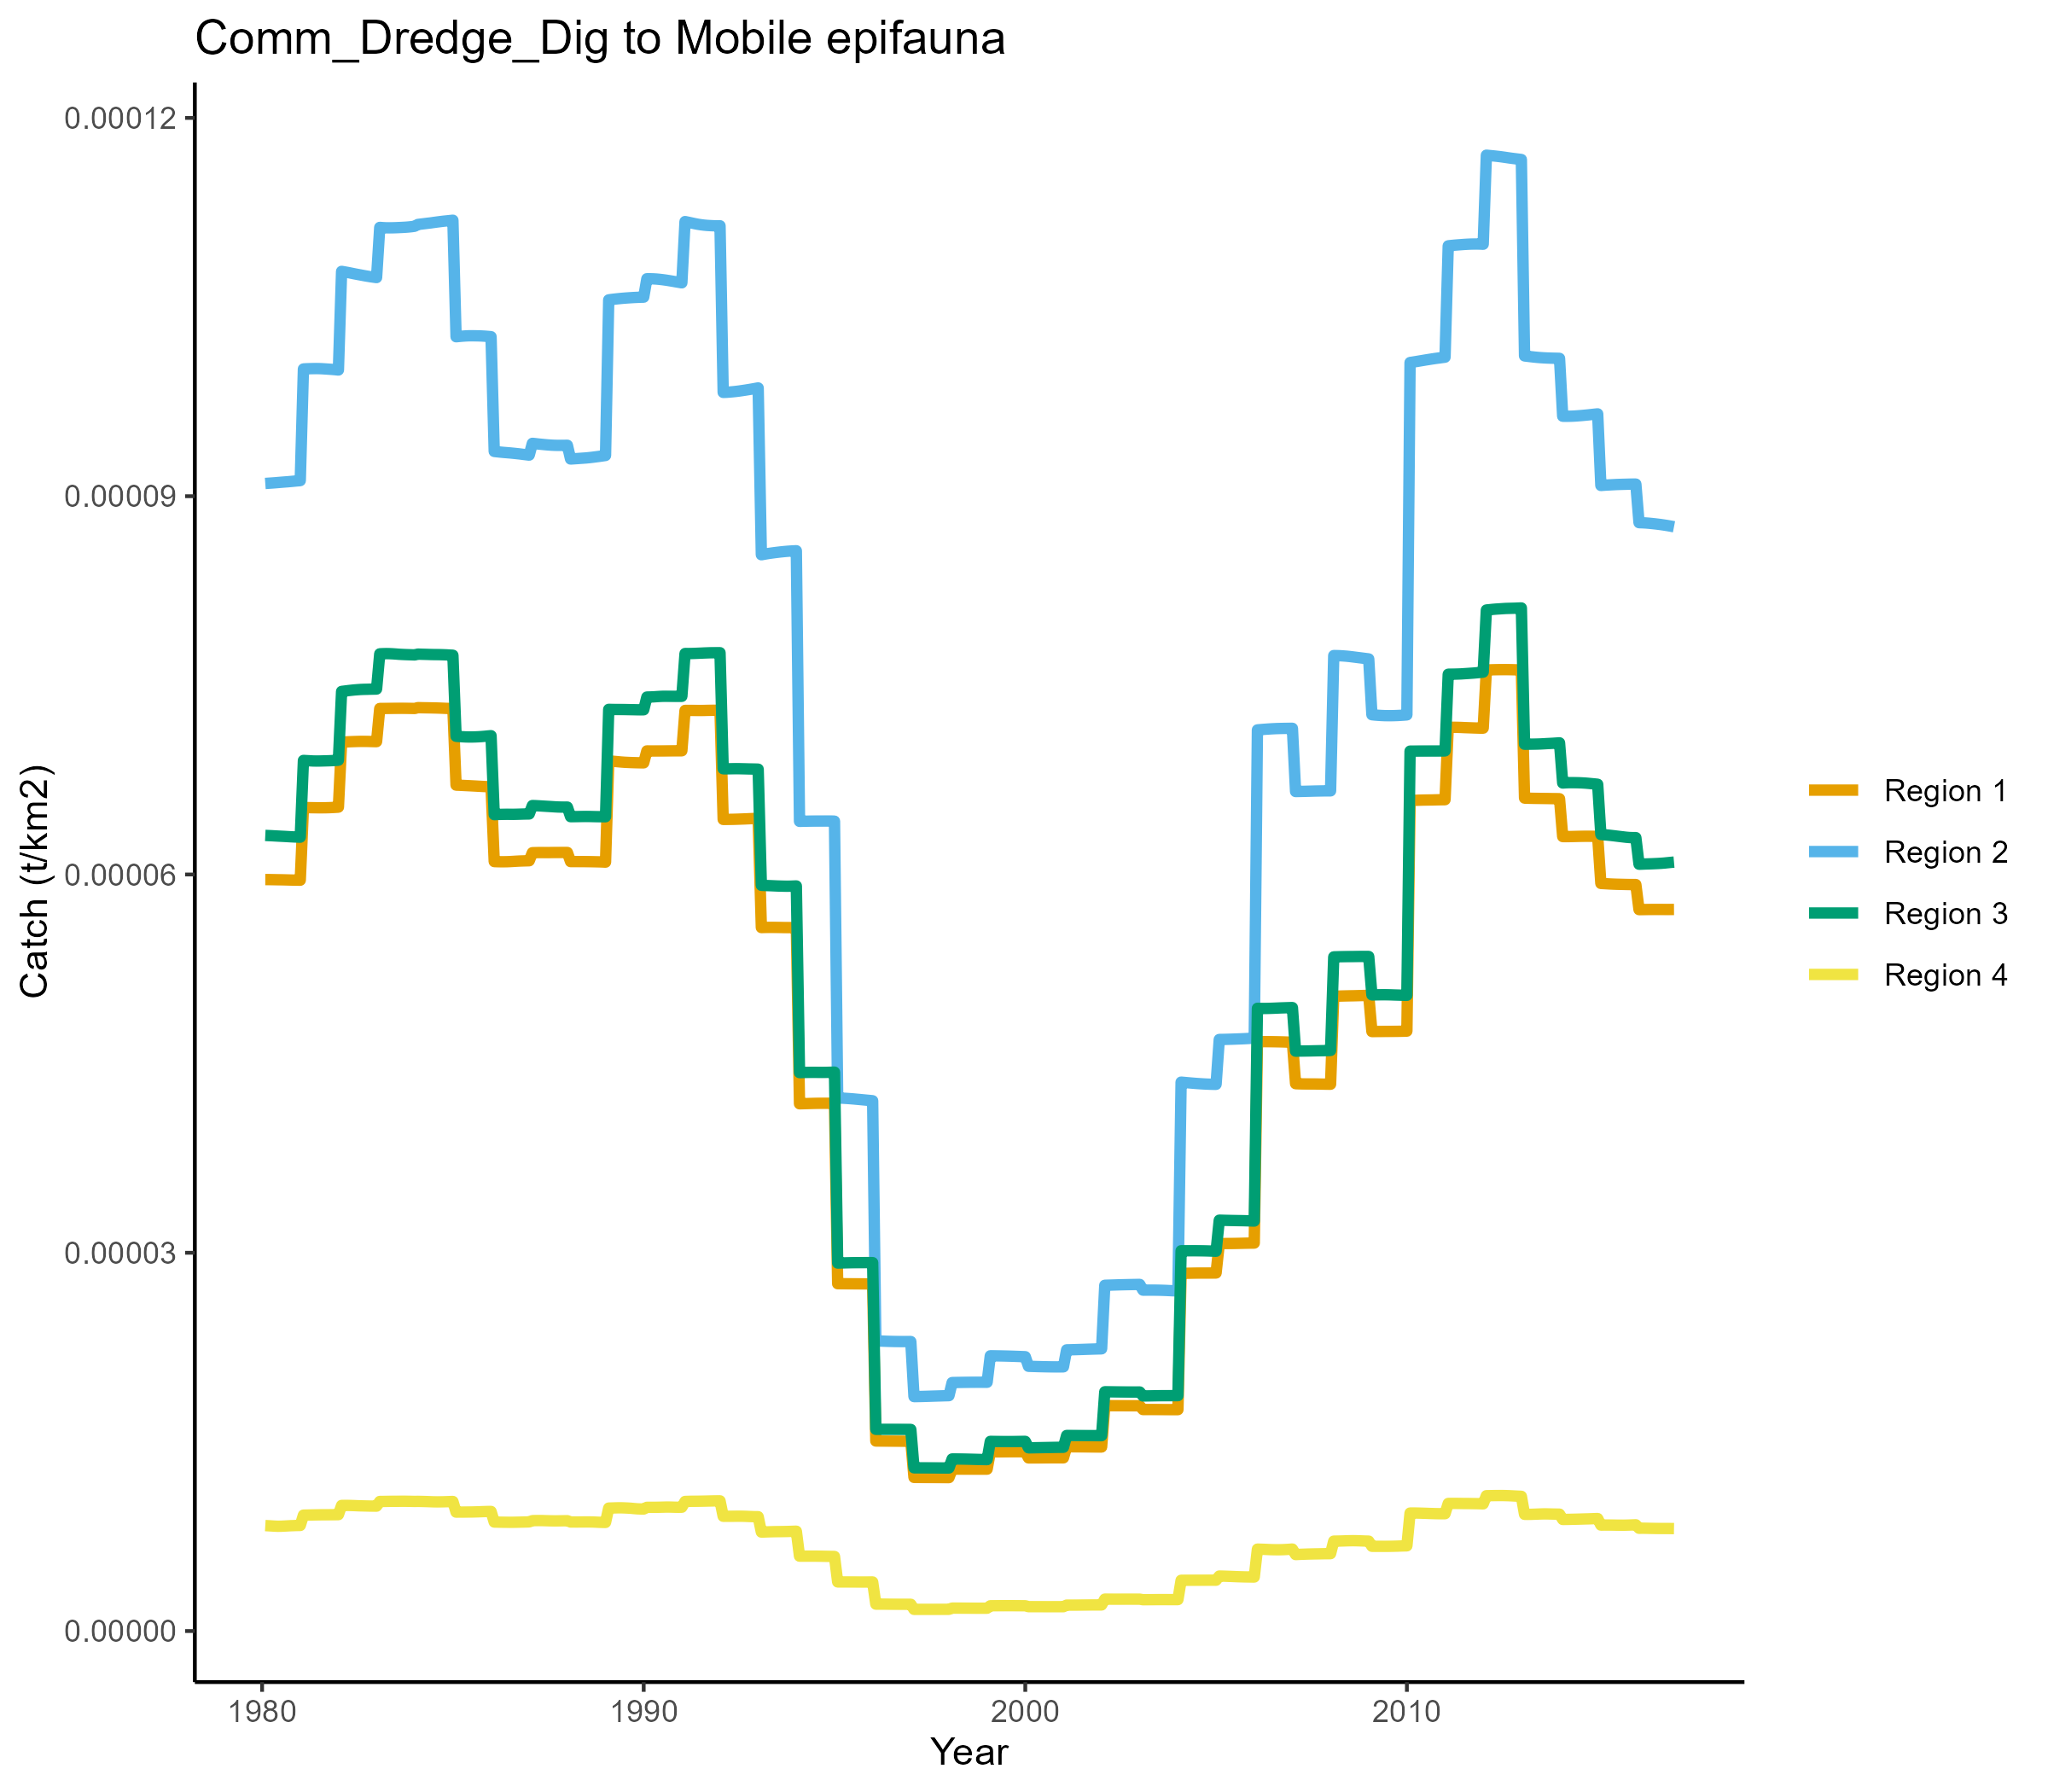 Comm_Dredge_Dig to Mobile epifauna
0.00012
0.00009
0.00006
0.00003
0.00000
Catch (t/km2)
1980 1990 2000 2010
Year
Region 1
Region 2
Region 3
Region 4